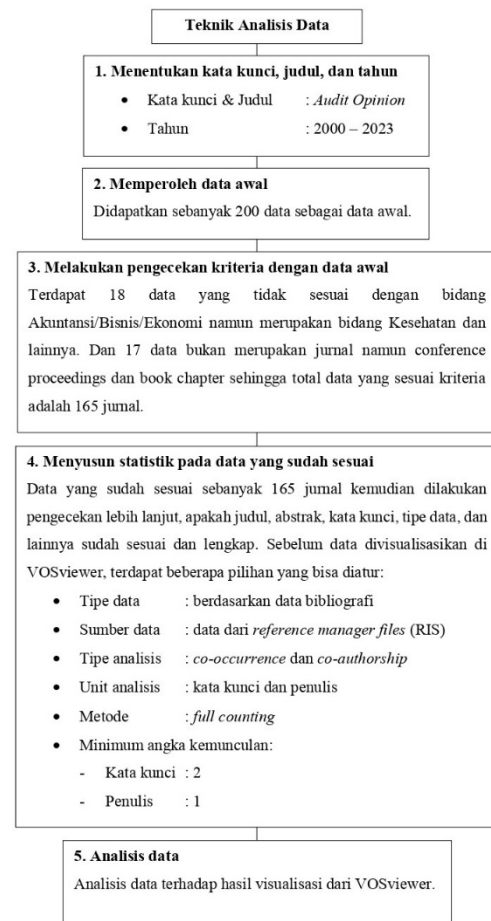 Teknik Analisis Data
1. Menentukan kata kunci, judul, dan tahun
• Kata kunci & Judul : Audit Opinion
• Tahun : 2000 – 2023
2. Memperoleh data awal
Didapatkan sebanyak 200 data sebagai data awal.
3. Melakukan pengecekan kriteria dengan data awal
Terdapat 18 data yang tidak sesuai dengan bidang
Akuntansi/Bisnis/Ekonomi namun merupakan bidang Kesehatan dan
lainnya. Dan 17 data bukan merupakan jurnal namun conference
proceedings dan book chapter sehingga total data yang sesuai kriteria
adalah 165 jurnal.
4. Menyusun statistik pada data yang sudah sesuai
Data yang sudah sesuai sebanyak 165 jurnal kemudian dilakukan
pengecekan lebih lanjut, apakah judul, abstrak, kata kunci, tipe data, dan
lainnya sudah sesuai dan lengkap. Sebelum data divisualisasikan di
VOSviewer, terdapat beberapa pilihan yang bisa diatur:
• Tipe data : berdasarkan data bibliografi
• Sumber data : data dari reference manager files (RIS)
• Tipe analisis : co-occurrence dan co-authorship
• Unit analisis : kata kunci dan penulis
• Metode : full counting
• Minimum angka kemunculan:
- Kata kunci : 2
- Penulis : 1
5. Analisis data
Analisis data terhadap hasil visualisasi dari VOSviewer.